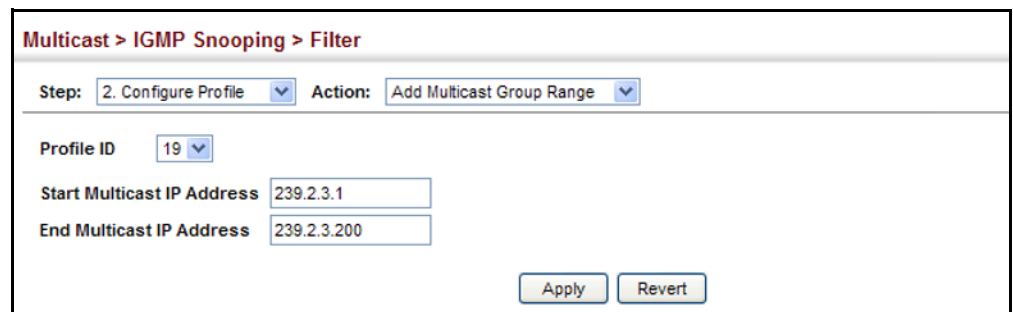 Multicast > IGMP Snooping > Filter
Step: 2. Configure Profile Action: Add Multicast Group Range
Profile ID 19
Start Multicast IP Address 239.2.3.1
End Multicast IP Address 239.2.3.200
Apply Revert